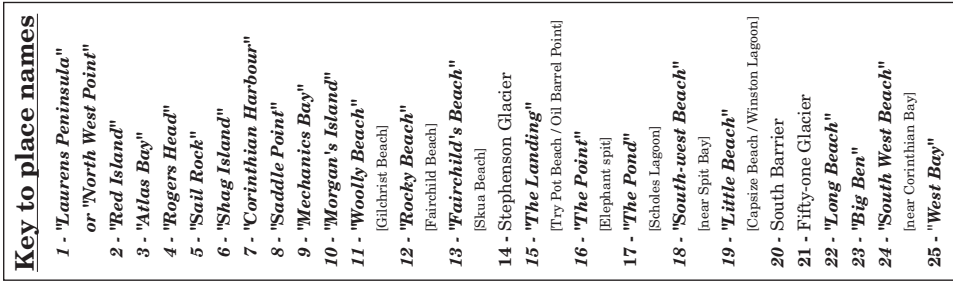 Key to place names
1 - "Laurens Peninsula"
or "North West Point"
2 - "Red Island"
3 - "Atlas Bay"
4 - "Rogers Head"
5 - "Sail Rock"
6 - "Shag Island"
7 - "Corinthian Harbour"
8 - "Saddle Point"
9 - "Mechanics Bay"
10 - "Morgan's Island"
11 - "Woolly Beach"
[Gilchrist Beach]
12 - "Rocky Beach"
[Fairchild Beach]
13 - "Fairchild's Beach"
[Skua Beach]
14 - Stephenson Glacier
15 - "The Landing"
[Try Pot Beach / Oil Barrel Point]
16 - "The Point"
[Elephant spit]
17 - "The Pond"
[Scholes Lagoon]
18 - "South-west Beach"
[near Spit Bay]
19 - "Little Beach"
[Capsize Beach / Winston Lagoon]
20 - South Barrier
21 - Fifty-one Glacier
22 - "Long Beach"
23 - "Big Ben"
24 - "South West Beach"
[near Corinthian Bay]
25 - "West Bay"